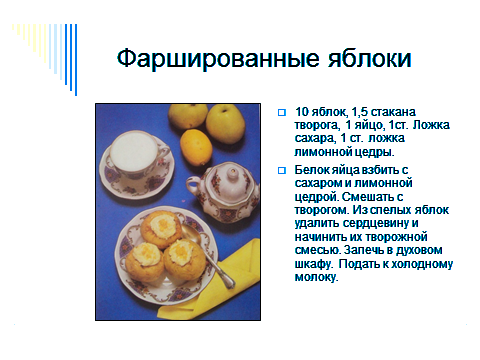 Фаршированные яблоки
10 яблок, 1,5 стакана
творога, 1 яйцо, 1ст. Ложка
сахара, 1 ст. ложка
лимонной цедры.
Белок яйца взбить с
сахаром и лимонной
цедрой. Смешать с
творогом. Из спелых яблок
удалить сердцевину и
начинить их творожной
смесью. Запечь в духовом
шкафу. Подать к холодному
молоку.